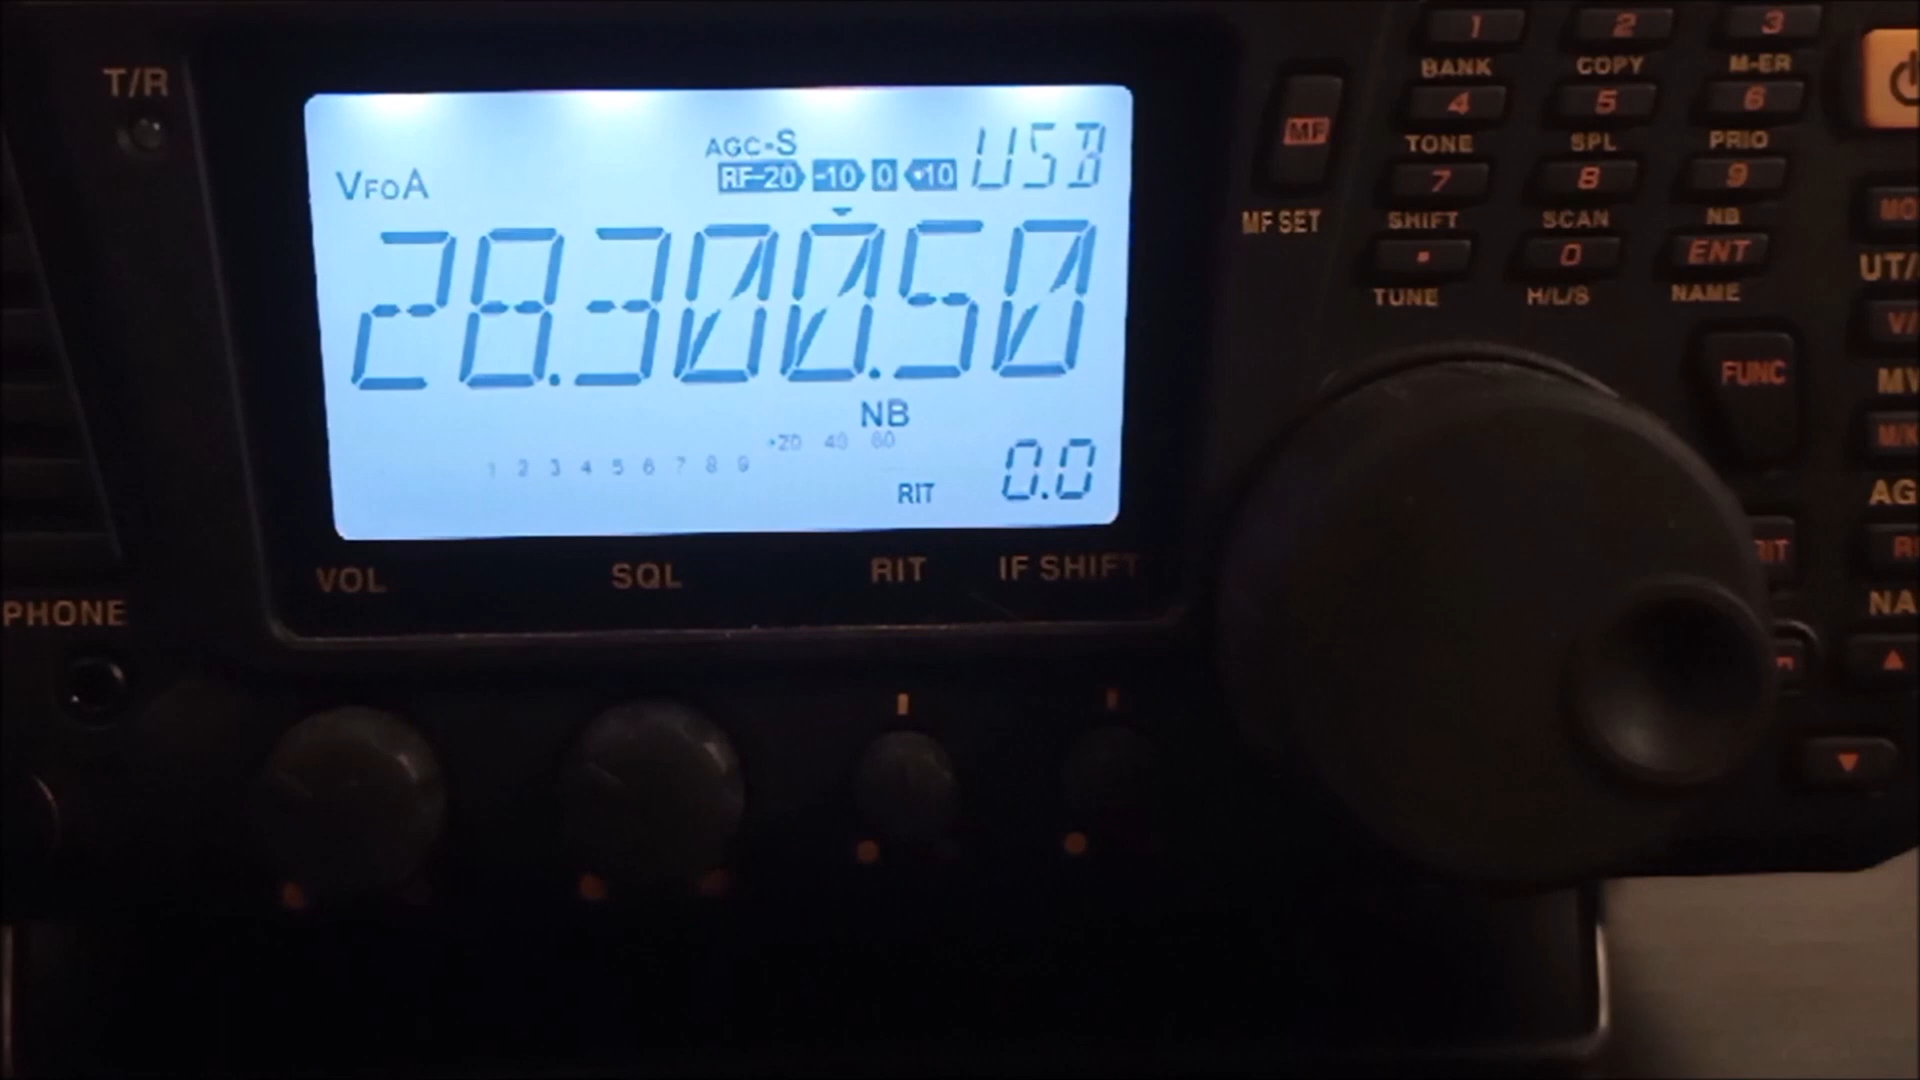 T/R
AGC-S
VFOA
RF-20 -10 0 +10
USB
28.300.50
NB
+20 40 60
1 2 3 4 5 6 7 8 9
RIT
0.0
VOL
SQL
RIT
IF SHIFT
PHONE
MF
MF SET
1 2 3
BANK COPY M-ER
4 5 6
TONE SPL PRIO
7 8 9
SHIFT SCAN NB
. 0 ENT
TUNE H/L/S NAME
FUNC
MO
UT/
V/
MV
M/K
AG
NA